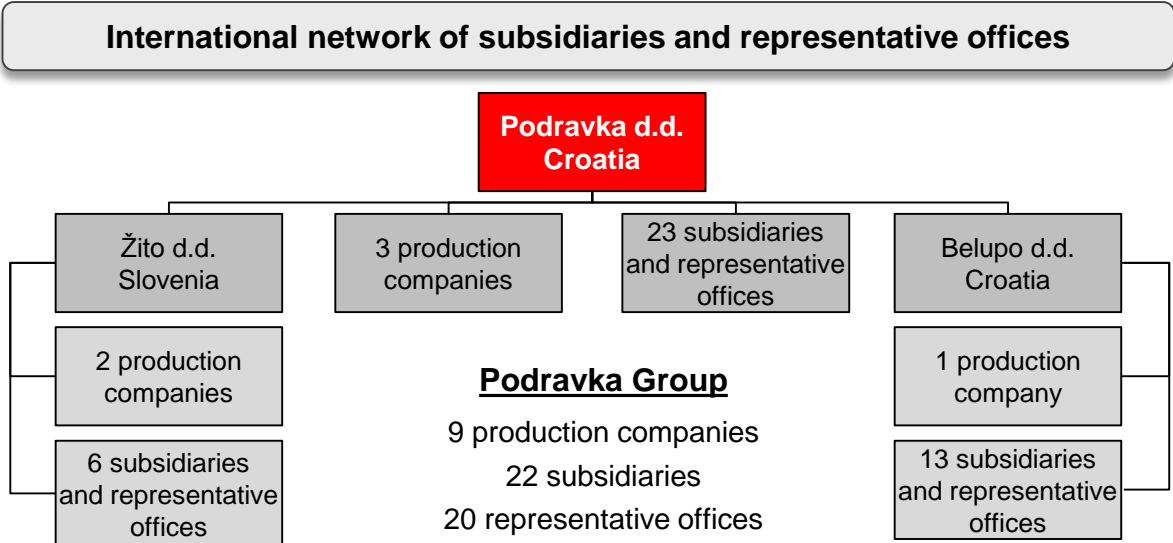 International network of subsidiaries and representative offices
Podravka d.d.
Croatia
Žito d.d.
Slovenia
3 production
companies
23 subsidiaries
and representative
offices
Belupo d.d.
Croatia
2 production
companies
1 production
company
6 subsidiaries
and representative
offices
13 subsidiaries
and representative
offices
Podravka Group
9 production companies
22 subsidiaries
20 representative offices